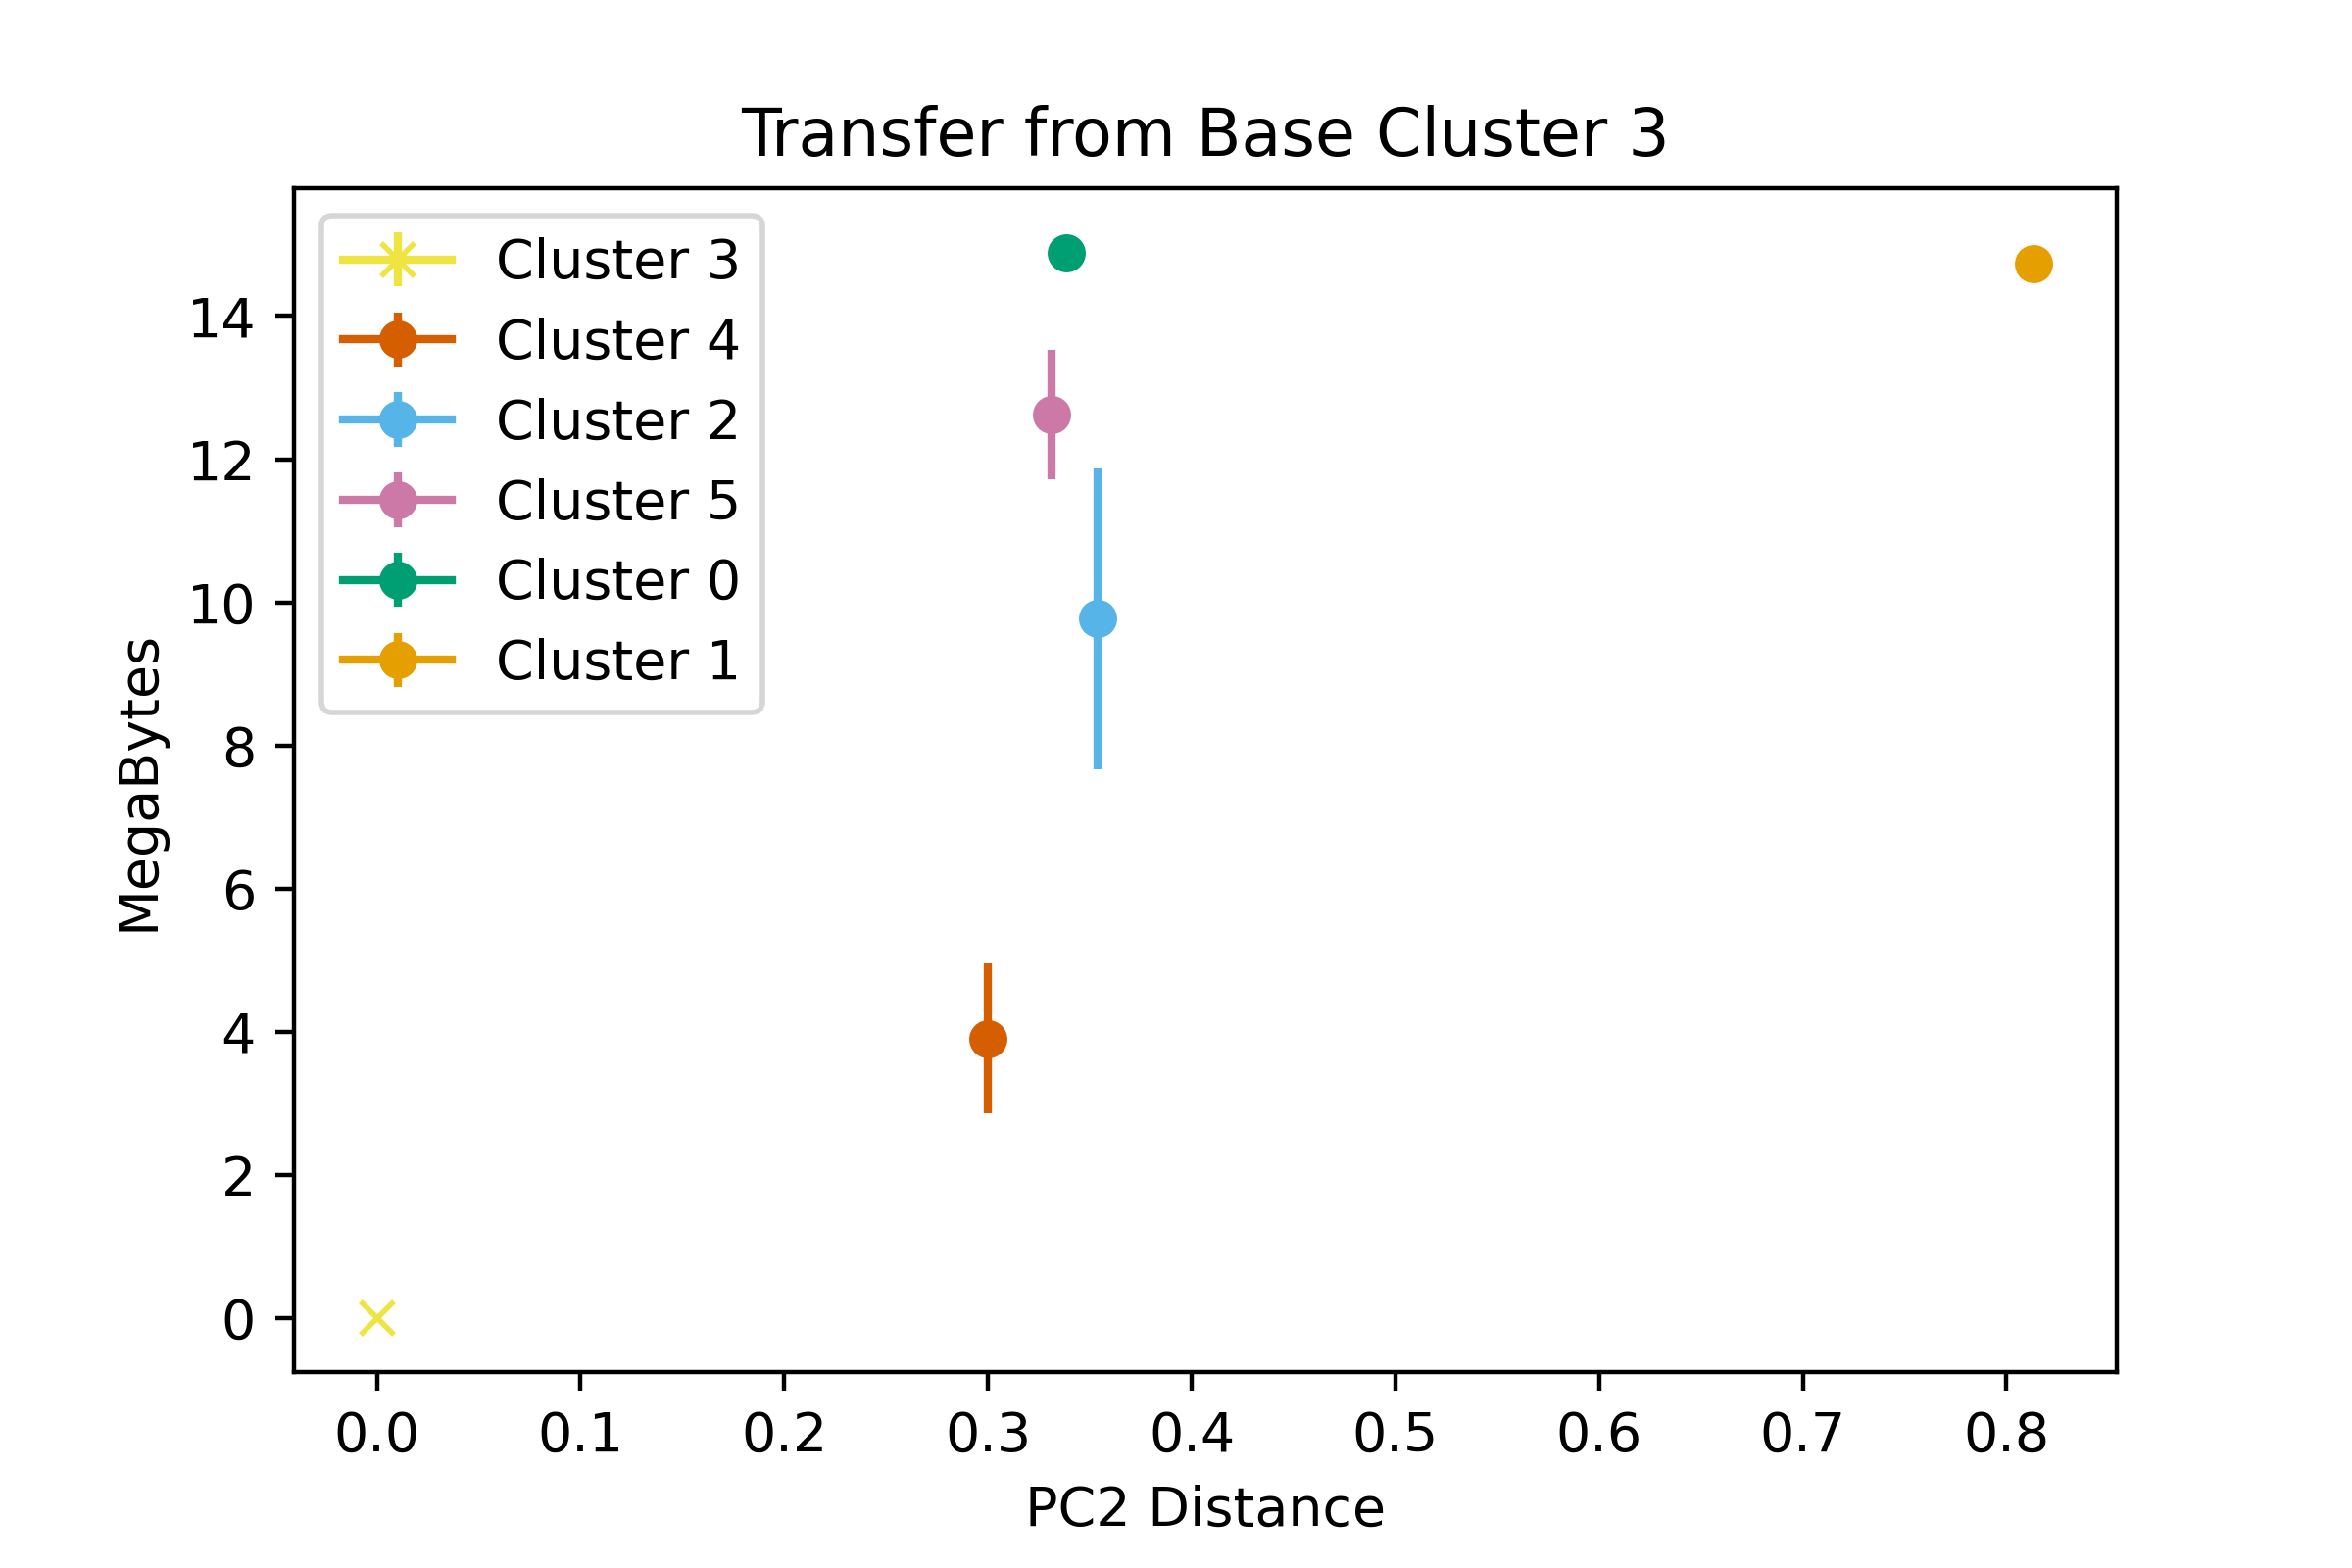 Transfer from Base Cluster 3
Cluster 3
Cluster 4
Cluster 2
Cluster 5
Cluster 0
Cluster 1
MegaBytes
14
12
10
8
6
4
2
0
0.0 0.1 0.2 0.3 0.4 0.5 0.6 0.7 0.8
PC2 Distance